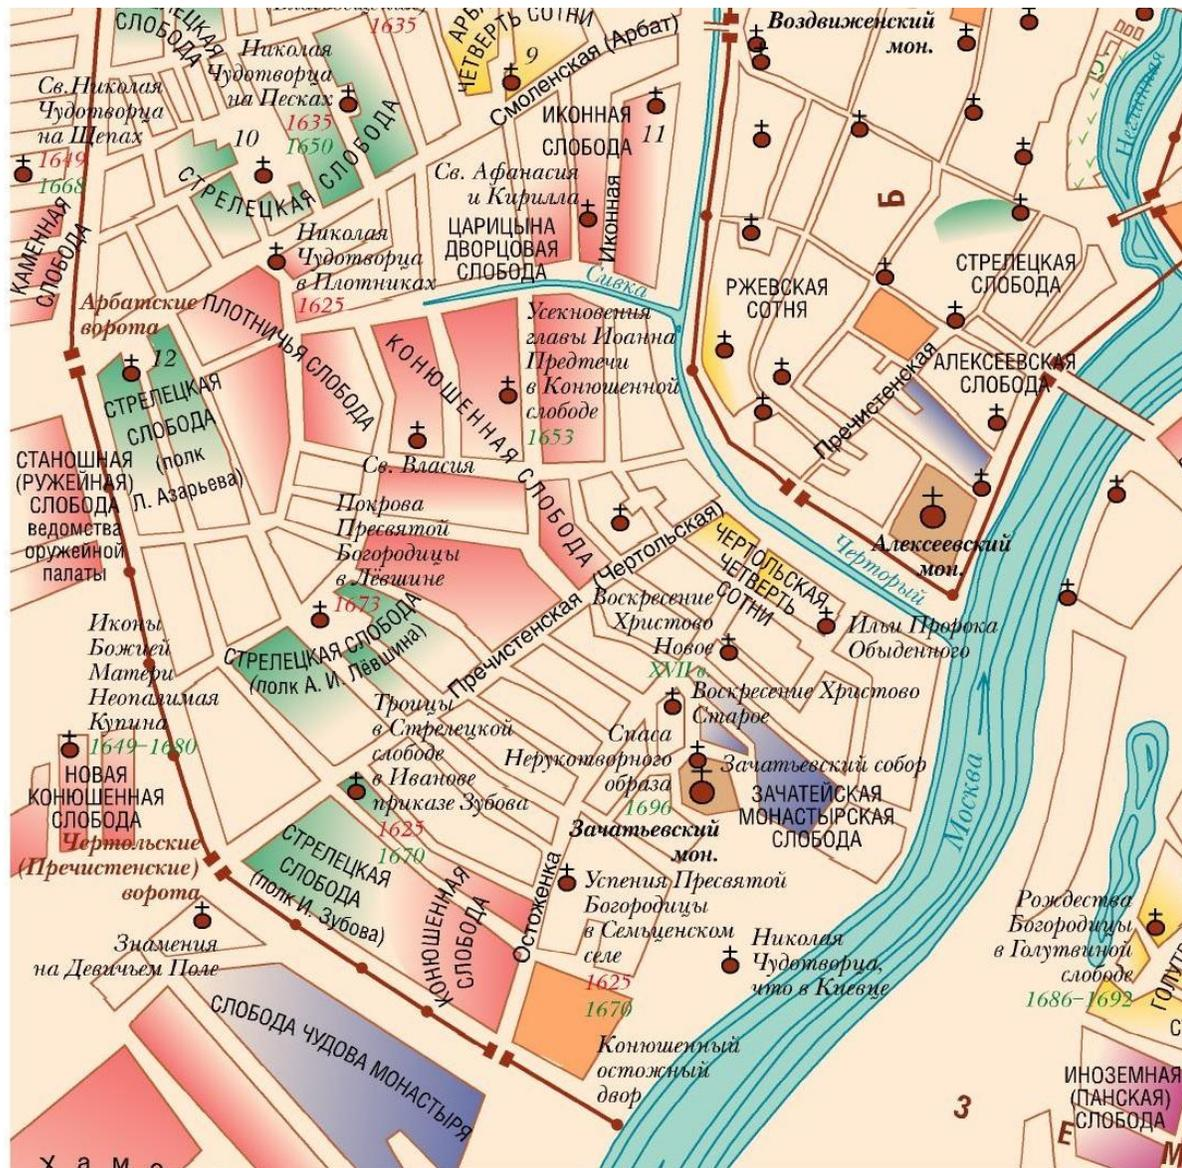 СТРЕЛЕЦКАЯ
СЛОБОДА
1635
АРБА
ЧЕТВЕРТЬ СОТНИ
9
Смоленская (Арбат)
Воздвиженский
мон.
Неглинная
Николая
Чудотворца
на Песках
1635
1650
Св. Николая
Чудотворца
на Щепах
1649
1668
10
СТРЕЛЕЦКАЯ СЛОБОДА
ИКОННАЯ
СЛОБОДА
11
Св. Афанасия
и Кирилла
Иконная
ЦАРИЦЫНА
ДВОРЦОВАЯ
СЛОБОДА
Б
КАМЕННАЯ
СЛОБОДА
Николая
Чудотворца
в Плотниках
1625
Сивка
РЖЕВСКАЯ
СОТНЯ
СТРЕЛЕЦКАЯ
СЛОБОДА
Арбатские
ворота
ПЛОТНИЧЬЯ СЛОБОДА
КОНЮШЕННАЯ СЛОБОДА
Усекновения
главы Иоанна
Предтечи
в Конюшенной
слободе
1653
АЛЕКСЕЕВСКАЯ
СЛОБОДА
Пречистенская
12
СТРЕЛЕЦКАЯ
СЛОБОДА
(полк
Л. Азарьева)
СТАНОШНАЯ
(РУЖЕЙНАЯ)
СЛОБОДА
ведомства
оружейной
палаты
Св. Власия
Покрова
Пресвятой
Богородицы
в Лёвшине
1673
Алексеевский
мон.
Черторый
ЧЕРТОЛЬСКАЯ
ЧЕТВЕРТЬ
СОТНИ
Пречистенская (Чертольская)
Воскресение
Христово
Новое
XVII в.
Ильи Пророка
Обыденного
СТРЕЛЕЦКАЯ СЛОБОДА
(полк А. И. Лёвшина)
Иконы
Божией
Матери
Неопалимая
Купина
1649–1680
Воскресение Христово
Старое
Троицы
в Стрелецкой
слободе
в Иванове
приказе Зубова
1625
1670
Спаса
Нерукотворного
образа
1696
Зачатьевский собор
Зачатьевский
мон.
ЗАЧАТЕЙСКАЯ
МОНАСТЫРСКАЯ
СЛОБОДА
Москва
НОВАЯ
КОНЮШЕННАЯ
СЛОБОДА
Чертольские
(Пречистенские)
ворота
СТРЕЛЕЦКАЯ
СЛОБОДА
(полк И. Зубова)
КОНЮШЕННАЯ
СЛОБОДА
Остоженка
Успения Пресвятой
Богородицы
в Семьценском
селе
1625
1670
Николая
Чудотворца,
что в Киевце
Рождества
Богородицы
в Голутвиной
слободе
1686–1692
ГОЛУТ
С
Знамения
на Девичьем Поле
СЛОБОДА ЧУДОВА МОНАСТЫРЯ
Конюшенный
остожный
двор
З
Е
М
ИНОЗЕМНАЯ
(ПАНСКАЯ)
СЛОБОДА
Хамо